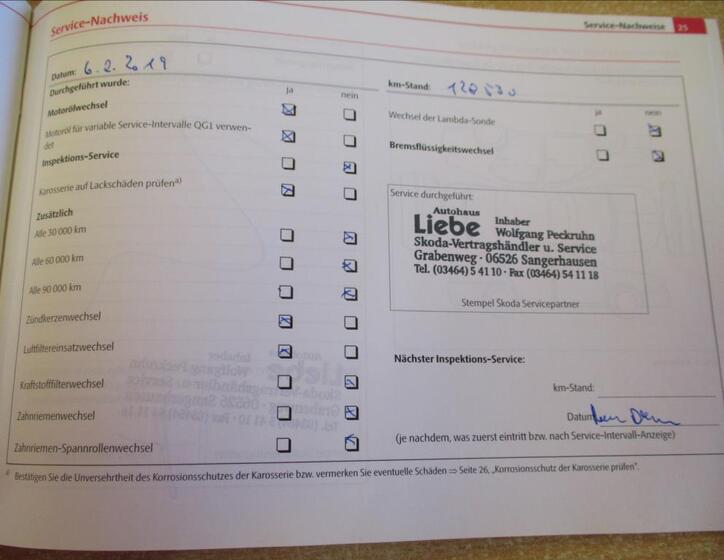 Service-Nachweis
Service-Nachweise 25
Datum: 6.2.2019
Durchgeführt wurde:
ja nein
Motorölwechsel
Motoröl für variable Service-Intervalle QG1 verwen-
det
Inspektions-Service
Karosserie auf Lackschäden prüfen a)
Zusätzlich
Alle 30 000 km
Alle 60 000 km
Alle 90 000 km
Zündkerzenwechsel
Luftfiltereinsatzwechsel
Kraftstofffilterwechsel
Zahnriemenwechsel
Zahnriemen-Spannrollenwechsel
km-Stand:
ja nein
Wechsel der Lambda-Sonde
Bremsflüssigkeitswechsel
Service durchgeführt:
Autohaus
Liebe Inhaber
Wolfgang Peckruhn
Skoda-Vertragshändler u. Service
Grabenweg · 06526 Sangerhausen
Tel. (03464) 5 41 10 · Fax (03464) 54 11 18
Stempel Škoda Servicepartner
Nächster Inspektions-Service:
km-Stand:
Datum
(je nachdem, was zuerst eintritt bzw. nach Service-Intervall-Anzeige)
a) Bestätigen Sie die Unversehrtheit des Korrosionsschutzes der Karosserie bzw. vermerken Sie eventuelle Schäden ⇒ Seite 26, „Korrosionsschutz der Karosserie prüfen".